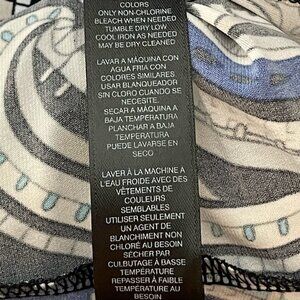 COLORS
ONLY NON-CHLORINE
BLEACH WHEN NEEDED
TUMBLE DRY LOW
COOL IRON AS NEEDED
MAY BE DRY CLEANED
LAVAR A MÁQUINA CON
AGUA FRIA CON
COLORES SIMILARES
USAR BLANQUEADOR
SIN CLORO CUANDO SE
NECESITE.
SECAR A MÁQUINA A
BAJA TEMPERATURA
PLANCHAR A BAJA
TEMPERATURA
PUEDE LAVARSE EN
SECO
LAVER À LA MACHINE A
L'EAU FROIDE AVEC DES
VÊTEMENTS DE
COULEURS
SEMBLABLES
UTILISER SEULEMENT
UN AGENT DE
BLANCHIMENT NON
CHLORÉ AU BESOIN
SÉCHER PAR
CULBUTAGE À BASSE
TEMPÉRATURE
REPASSER À FAIBLE
TEMPÉRATURE AU
BESOIN